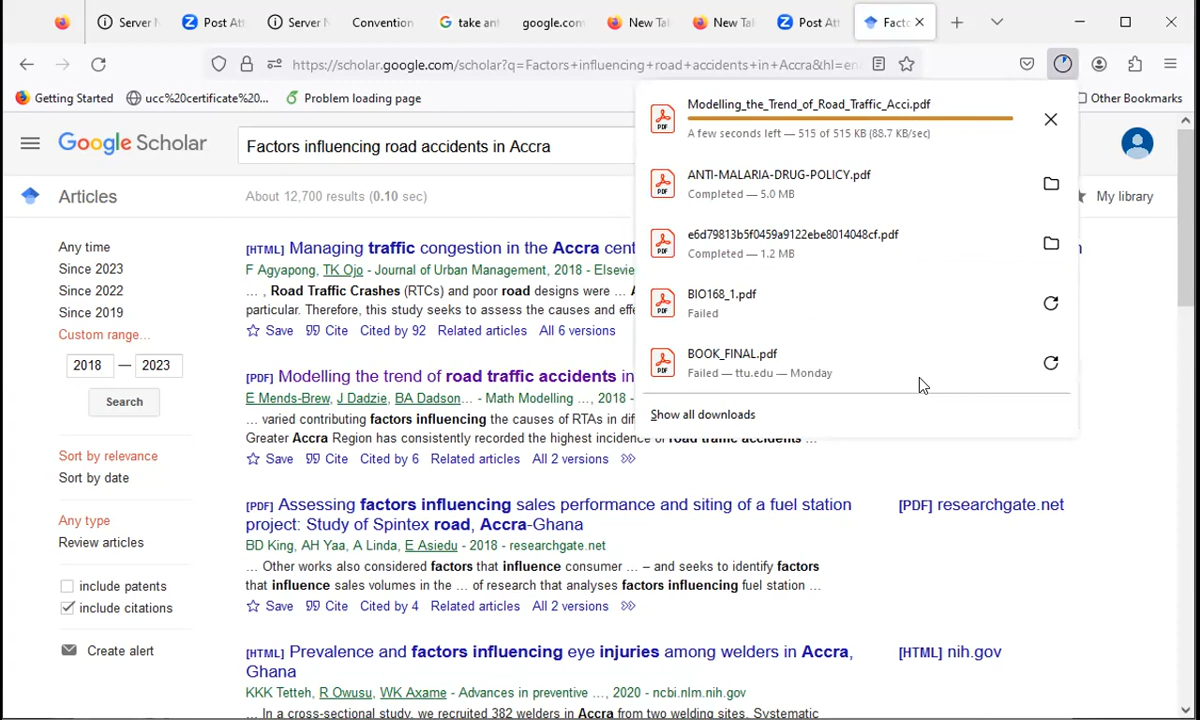 Server N
Post Att
Server N
Convention
take ant
google.com
New Tab
New Tab
Post Att
Facto
https://scholar.google.com/scholar?q=Factors+influencing+road+accidents+in+Accra&hl=en
Getting Started
ucc%20certificate%20...
Problem loading page
Other Bookmarks
Google Scholar
Factors influencing road accidents in Accra
Articles
About 12,700 results (0.10 sec)
My library
Any time
Since 2023
Since 2022
Since 2019
Custom range...
2018 — 2023
Search
Sort by relevance
Sort by date
Any type
Review articles
include patents
include citations
Create alert
[HTML] Managing traffic congestion in the Accra cent
F Agyapong, TK Ojo - Journal of Urban Management, 2018 - Elsevie
... , Road Traffic Crashes (RTCs) and poor road designs were ...
particular. Therefore, this study seeks to assess the causes and effe
Save Cite Cited by 92 Related articles All 6 versions
[PDF] Modelling the trend of road traffic accidents in
E Mends-Brew, J Dadzie, BA Dadson... - Math Modelling ..., 2018 -
... varied contributing factors influencing the causes of RTAs in dif
Greater Accra Region has consistently recorded the highest incidence of road traffic accidents ...
Save Cite Cited by 6 Related articles All 2 versions
[PDF] Assessing factors influencing sales performance and siting of a fuel station
project: Study of Spintex road, Accra-Ghana
BD King, AH Yaa, A Linda, E Asiedu - 2018 - researchgate.net
... Other works also considered factors that influence consumer ... – and seeks to identify factors
that influence sales volumes in the ... of research that analyses factors influencing fuel station ...
Save Cite Cited by 4 Related articles All 2 versions
[PDF] researchgate.net
[HTML] Prevalence and factors influencing eye injuries among welders in Accra,
Ghana
KKK Tetteh, R Owusu, WK Axame - Advances in preventive ..., 2020 - ncbi.nlm.nih.gov
... In a cross-sectional study, we recruited 382 welders in Accra from two welding sites. Systematic
[HTML] nih.gov
Modelling_the_Trend_of_Road_Traffic_Acci.pdf
A few seconds left — 515 of 515 KB (88.7 KB/sec)
ANTI-MALARIA-DRUG-POLICY.pdf
Completed — 5.0 MB
e6d79813b5f0459a9122ebe8014048cf.pdf
Completed — 1.2 MB
BIO168_1.pdf
Failed
BOOK_FINAL.pdf
Failed — ttu.edu — Monday
Show all downloads